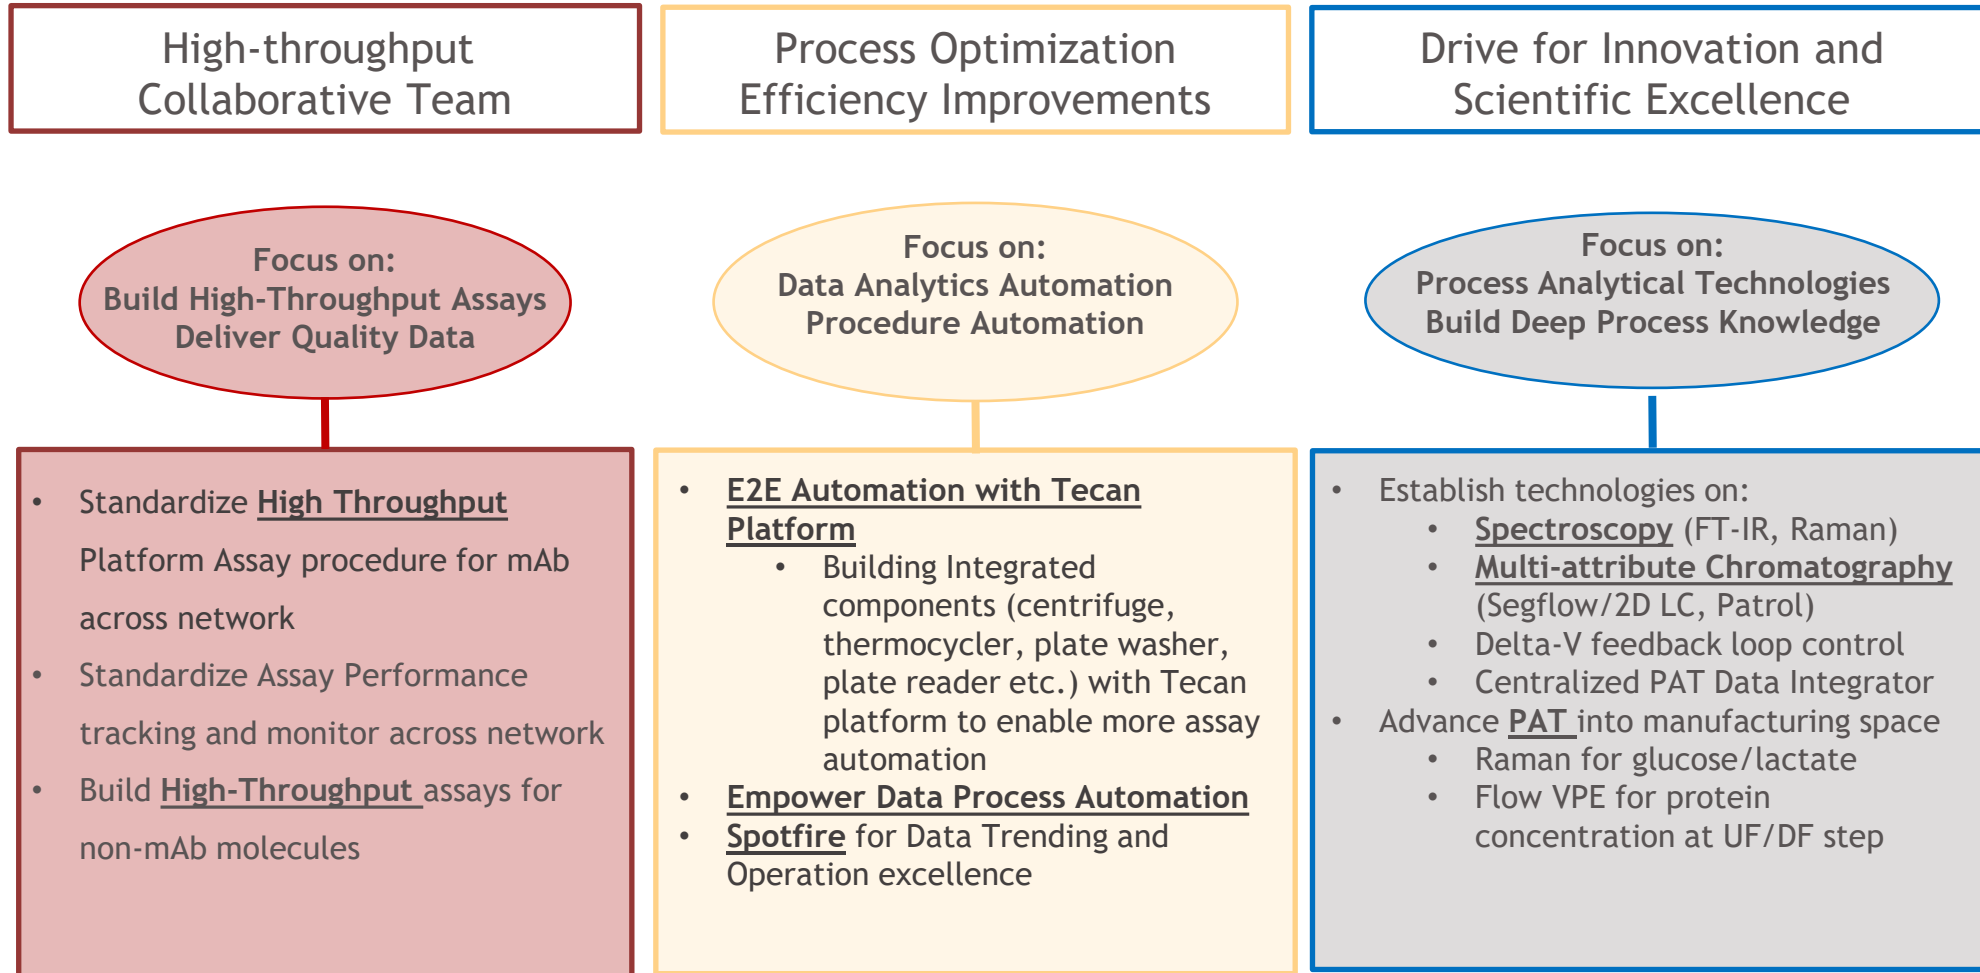 High-throughput
Collaborative Team
Process Optimization
Efficiency Improvements
Drive for Innovation and
Scientific Excellence
Focus on:
Build High-Throughput Assays
Deliver Quality Data
Focus on:
Data Analytics Automation
Procedure Automation
Focus on:
Process Analytical Technologies
Build Deep Process Knowledge
• Standardize High Throughput
Platform Assay procedure for mAb
across network
• Standardize Assay Performance
tracking and monitor across network
• Build High-Throughput assays for
non-mAb molecules
• E2E Automation with Tecan
Platform
• Building Integrated
components (centrifuge,
thermocycler, plate washer,
plate reader etc.) with Tecan
platform to enable more assay
automation
• Empower Data Process Automation
• Spotfire for Data Trending and
Operation excellence
• Establish technologies on:
• Spectroscopy (FT-IR, Raman)
• Multi-attribute Chromatography
(Segflow/2D LC, Patrol)
• Delta-V feedback loop control
• Centralized PAT Data Integrator
• Advance PAT into manufacturing space
• Raman for glucose/lactate
• Flow VPE for protein
concentration at UF/DF step